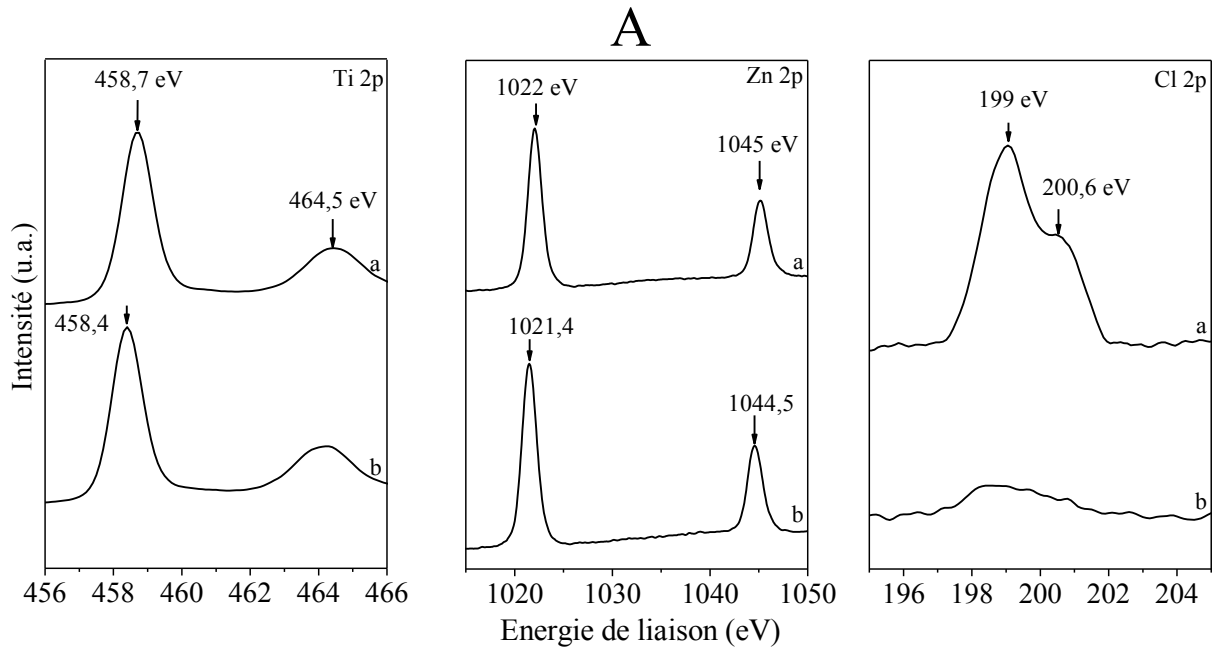 A
Intensité (u.a.)
Ti 2p
458,7 eV
464,5 eV
a
458,4
b
456 458 460 462 464 466
Zn 2p
1022 eV
1045 eV
a
1021,4
1044,5
b
1020 1030 1040 1050
Cl 2p
199 eV
200,6 eV
a
b
196 198 200 202 204
Energie de liaison (eV)